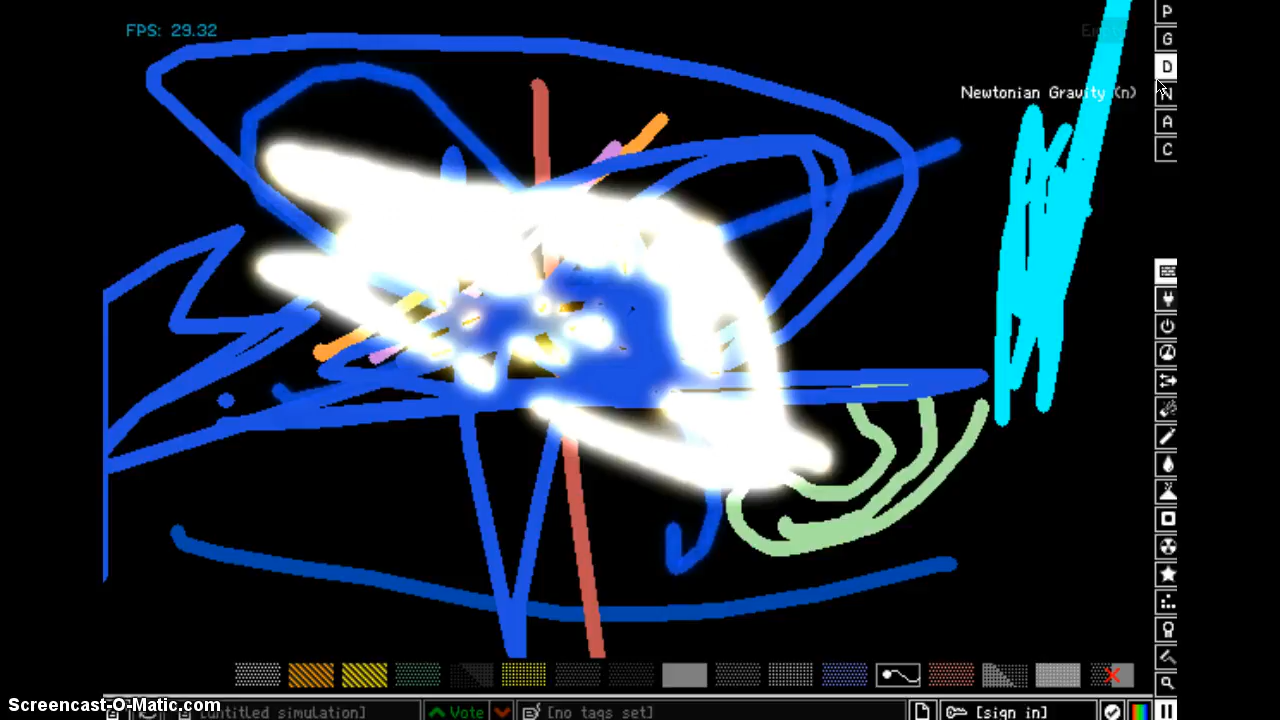 FPS: 29.32
P
G
D
Newtonian Gravity (n)
N
A
C
[untitled simulation]
Vote
[no tags set]
[sign in]
Screencast-O-Matic.com